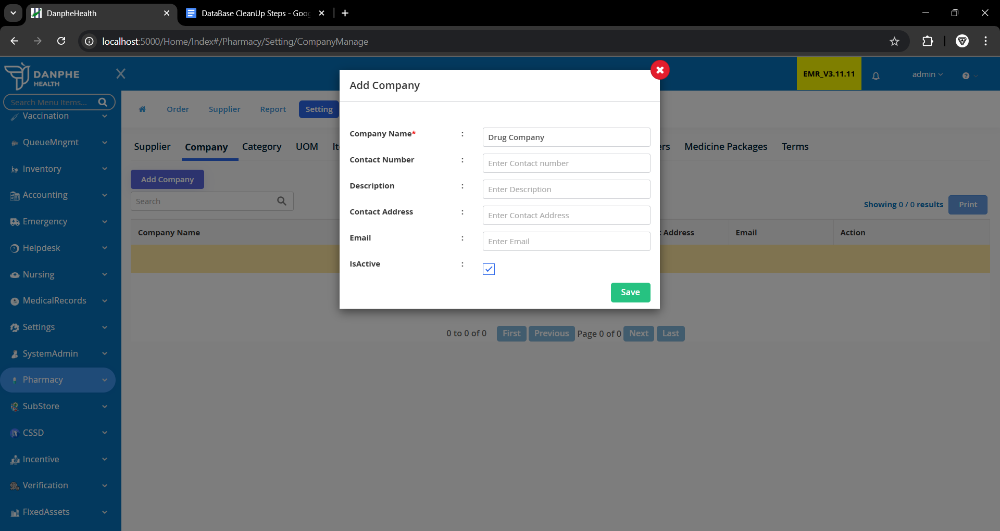 DanpheHealth
DataBase CleanUp Steps - Goo
localhost:5000/Home/Index#/Pharmacy/Setting/CompanyManage
DANPHE
HEALTH
EMR_V3.11.11
admin
Search Menu Items...
Vaccination
QueueMngmt
Inventory
Accounting
Emergency
Helpdesk
Nursing
MedicalRecords
Settings
SystemAdmin
Pharmacy
SubStore
CSSD
Incentive
Verification
FixedAssets
Order Supplier Report Setting
Supplier Company Category UOM It ers Medicine Packages Terms
Add Company
Search
Showing 0 / 0 results Print
Company Name t Address Email Action
0 to 0 of 0 First Previous Page 0 of 0 Next Last
Add Company
Company Name* : Drug Company
Contact Number : Enter Contact number
Description : Enter Description
Contact Address : Enter Contact Address
Email : Enter Email
IsActive :
Save